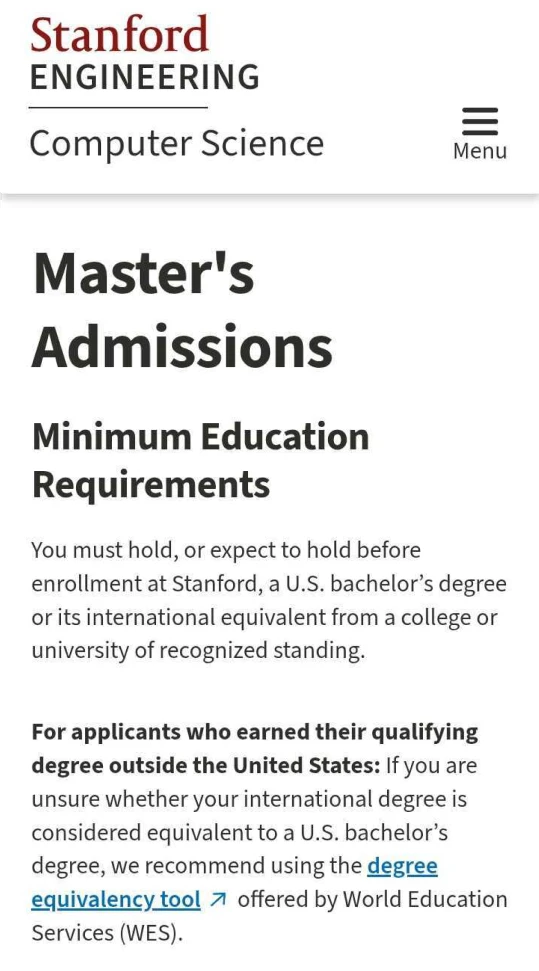 Stanford
ENGINEERING
Computer Science
Menu
Master's
Admissions
Minimum Education
Requirements
You must hold, or expect to hold before
enrollment at Stanford, a U.S. bachelor’s degree
or its international equivalent from a college or
university of recognized standing.
For applicants who earned their qualifying
degree outside the United States: If you are
unsure whether your international degree is
considered equivalent to a U.S. bachelor’s
degree, we recommend using the degree
equivalency tool offered by World Education
Services (WES).